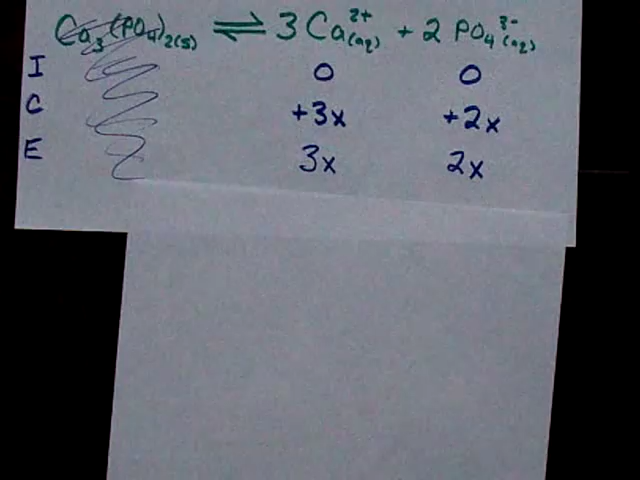 Ca₃(PO₄)₂(s) ⇌ 3 Ca²⁺(aq) + 2 PO₄³⁻(aq)
I 0 0
C +3x +2x
E 3x 2x